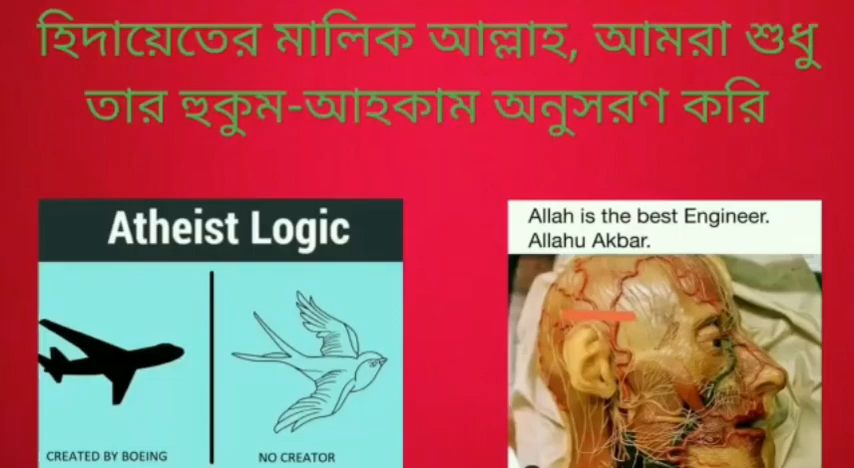 হিদায়েতের মালিক আল্লাহ, আমরা শুধু
তার হুকুম-আহকাম অনুসরণ করি
Atheist Logic
CREATED BY BOEING
NO CREATOR
Allah is the best Engineer.
Allahu Akbar.